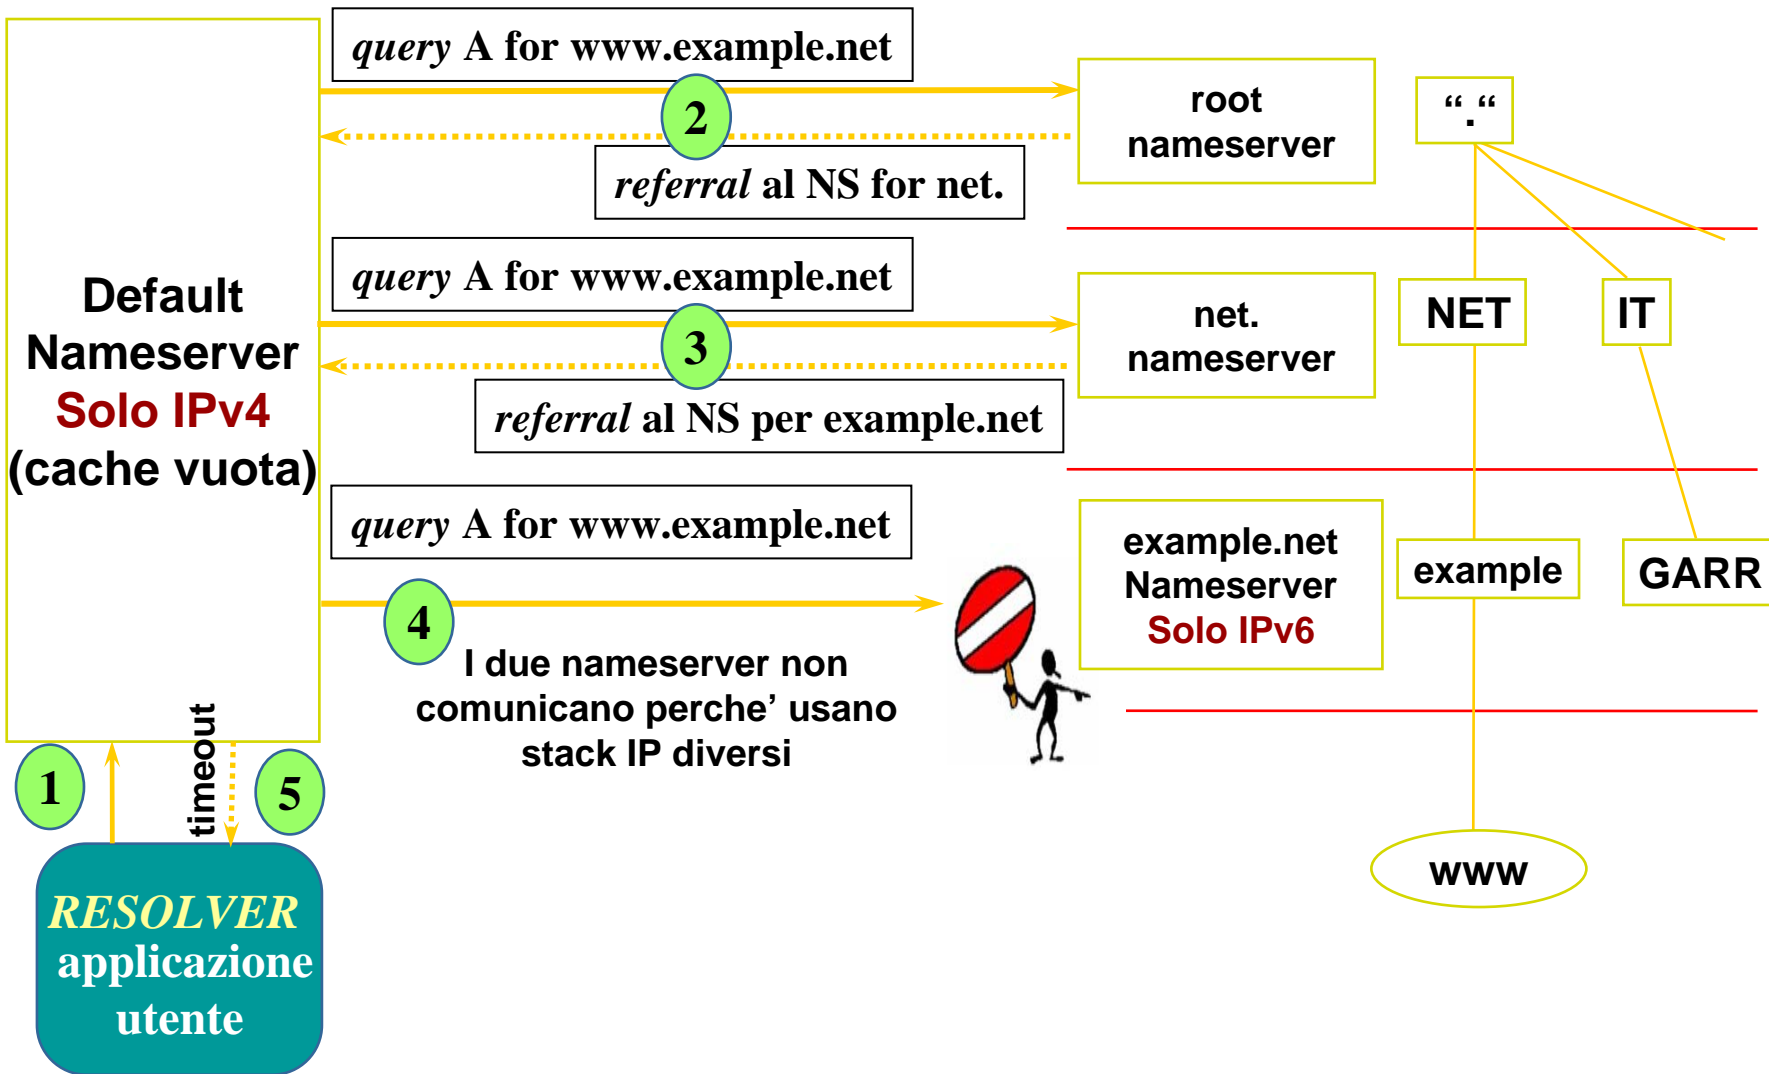 query A for www.example.net
2
referral al NS for net.
root
nameserver
“.“
Default
Nameserver
Solo IPv4
(cache vuota)
query A for www.example.net
3
referral al NS per example.net
net.
nameserver
NET
IT
query A for www.example.net
4
I due nameserver non
comunicano perche’ usano
stack IP diversi
example.net
Nameserver
Solo IPv6
example
GARR
1
timeout
5
RESOLVER
applicazione
utente
www